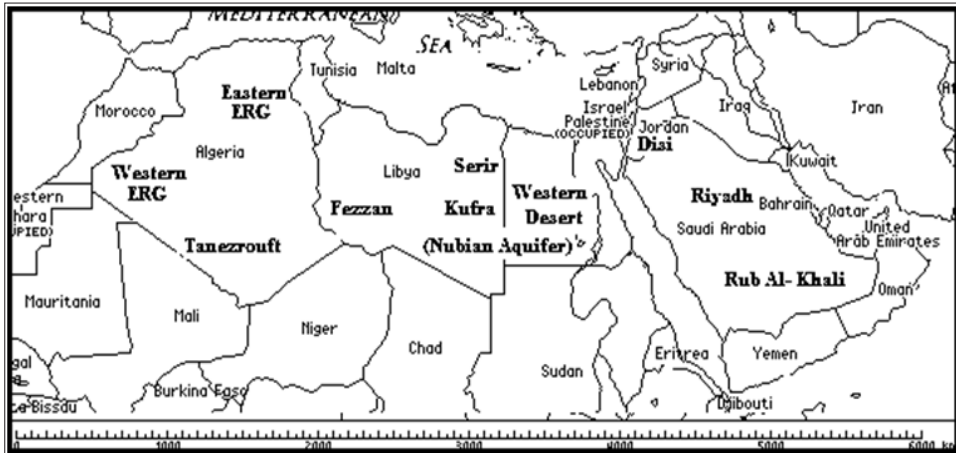 MEDITERRANEAN
SEA
Tunisia
Malta
Syria
Lebanon
Iraq
Iran
Eastern
ERG
Morocco
Israel
Palestine
(OCCUPIED)
Jordan
Disi
Algeria
Kuwait
Western
ERG
Libya
Serir
Western
Desert
Riyadh
Bahrain
Qatar
Fezzan
Kufra
Saudi Arabia
United
Arab Emirates
Tanezrouft
(Nubian Aquifer)
Rub Al- Khali
Oman
Mauritania
Mali
Niger
Chad
Sudan
Eritrea
Yemen
Burkina Faso
Djibouti
Bissau
1000
2000
3000
4000
5000
6000